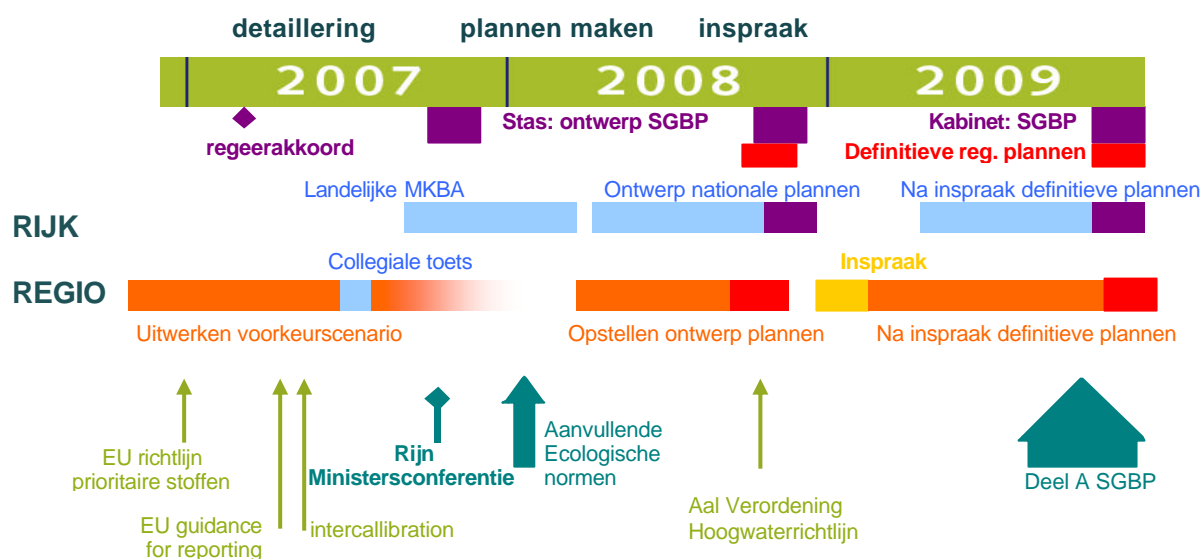 detaillering plannen maken inspraak
2007 2008 2009
regeerakkoord
Stas: ontwerp SGBP
Kabinet: SGBP
Definitieve reg. plannen
Landelijke MKBA
Ontwerp nationale plannen
Na inspraak definitieve plannen
RIJK
Collegiale toets
Inspraak
REGIO
Uitwerken voorkeurscenario
Opstellen ontwerp plannen
Na inspraak definitieve plannen
EU richtlijn
prioritaire stoffen
EU guidance
for reporting
intercallibration
Rijn
Ministersconferentie
Aanvullende
Ecologische
normen
Aal Verordening
Hoogwaterrichtlijn
Deel A SGBP